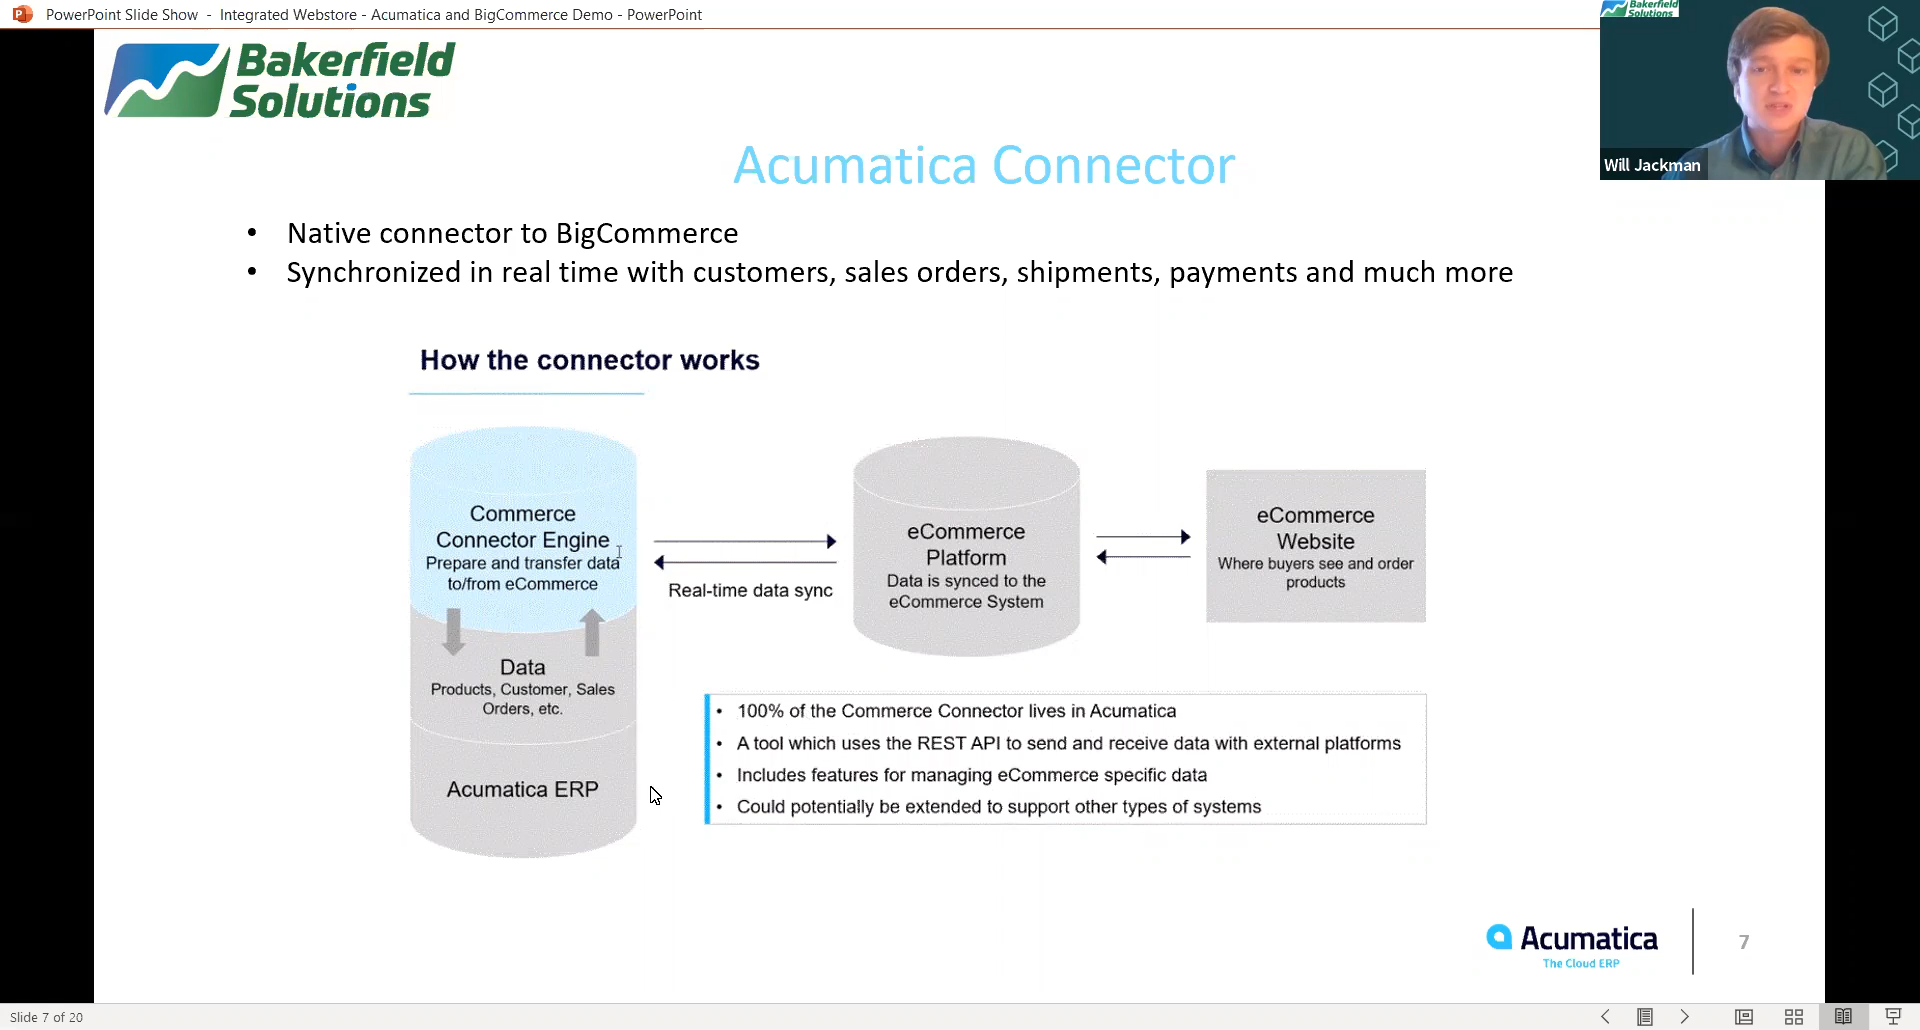 PowerPoint Slide Show - Integrated Webstore - Acumatica and BigCommerce Demo - PowerPoint
Bakerfield
Solutions
Bakerfield
Solutions
Will Jackman
Acumatica Connector
• Native connector to BigCommerce
• Synchronized in real time with customers, sales orders, shipments, payments and much more
How the connector works
Commerce
Connector Engine
Prepare and transfer data
to/from eCommerce
Data
Products, Customer, Sales
Orders, etc.
Acumatica ERP
Real-time data sync
eCommerce
Platform
Data is synced to the
eCommerce System
eCommerce
Website
Where buyers see and order
products
• 100% of the Commerce Connector lives in Acumatica
• A tool which uses the REST API to send and receive data with external platforms
• Includes features for managing eCommerce specific data
• Could potentially be extended to support other types of systems
Acumatica
The Cloud ERP
7
Slide 7 of 20